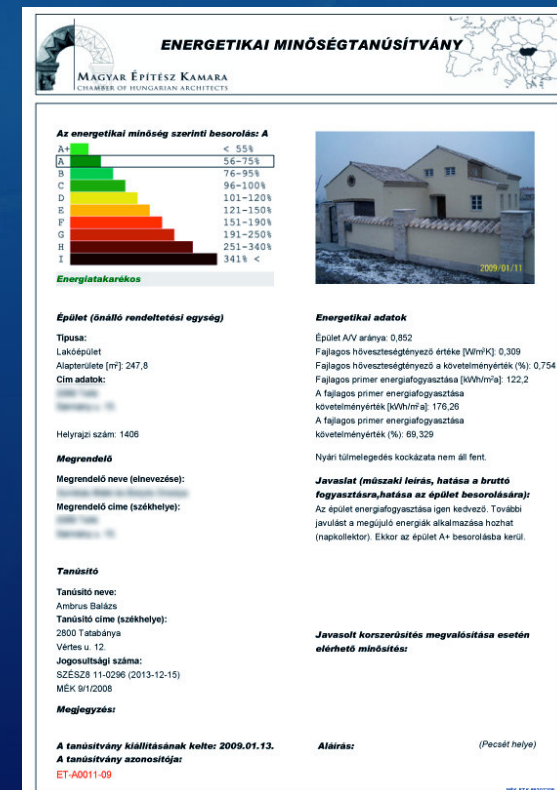 ENERGETIKAI MINŐSÉGTANÚSÍTVÁNY
MAGYAR ÉPÍTÉSZ KAMARA
CHAMBER OF HUNGARIAN ARCHITECTS
Az energetikai minőség szerinti besorolás: A
A+ < 55%
A 56-75%
B 76-95%
C 96-100%
D 101-120%
E 121-150%
F 151-190%
G 191-250%
H 251-340%
I 341% <
Energiatakarékos
2009/01/11
Épület (önálló rendeltetési egység)
Típusa:
Lakóépület
Alapterülete [m²]: 247,8
Cím adatok:
Helyrajzi szám: 1406
Megrendelő
Megrendelő neve (elnevezése):
Megrendelő címe (székhelye):
Tanúsító
Tanúsító neve:
Ambrus Balázs
Tanúsító címe (székhelye):
2800 Tatabánya
Vértes u. 12.
Jogosultsági száma:
SZÉSZ8 11-0296 (2013-12-15)
MÉK 9/1/2008
Megjegyzés:
A tanúsítvány kiállításának kelte: 2009.01.13.
A tanúsítvány azonosítója:
ET-A0011-09
Energetikai adatok
Épület A/V aránya: 0,852
Fajlagos hőveszteségtényező értéke [W/m³K]: 0,309
Fajlagos hőveszteségtényező a követelményérték (%): 0,754
Fajlagos primer energiafogyasztása [kWh/m²a]: 122,2
A fajlagos primer energiafogyasztása
követelményérték [kWh/m²a]: 176,26
A fajlagos primer energiafogyasztása
követelményérték (%): 69,329
Nyári túlmelegedés kockázata nem áll fent.
Javaslat (műszaki leírás, hatása a bruttó
fogyasztásra,hatása az épület besorolására):
Az épület energiafogyasztása igen kedvező. További
javulást a megújuló energiák alkalmazása hozhat
(napkollektor). Ekkor az épület A+ besorolásba kerül.
Javasolt korszerűsítés megvalósítása esetén
elérhető minősítés:
Aláírás:
(Pecsét helye)